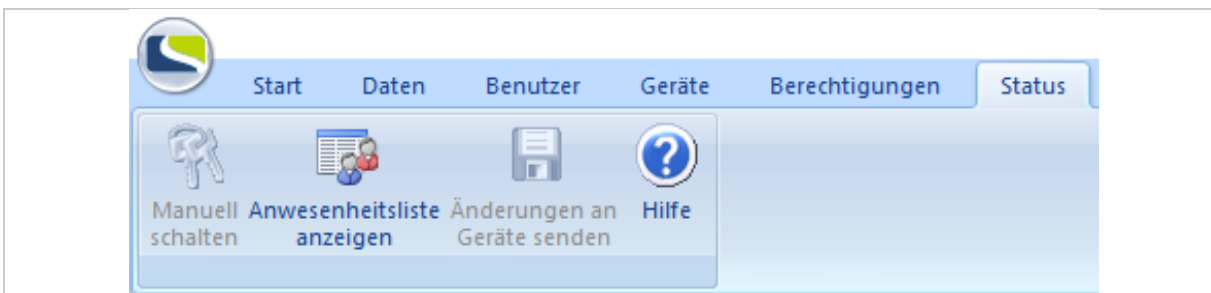 Start Daten Benutzer Geräte Berechtigungen Status
Manuell Anwesenheitsliste Änderungen an Hilfe
schalten anzeigen Geräte senden